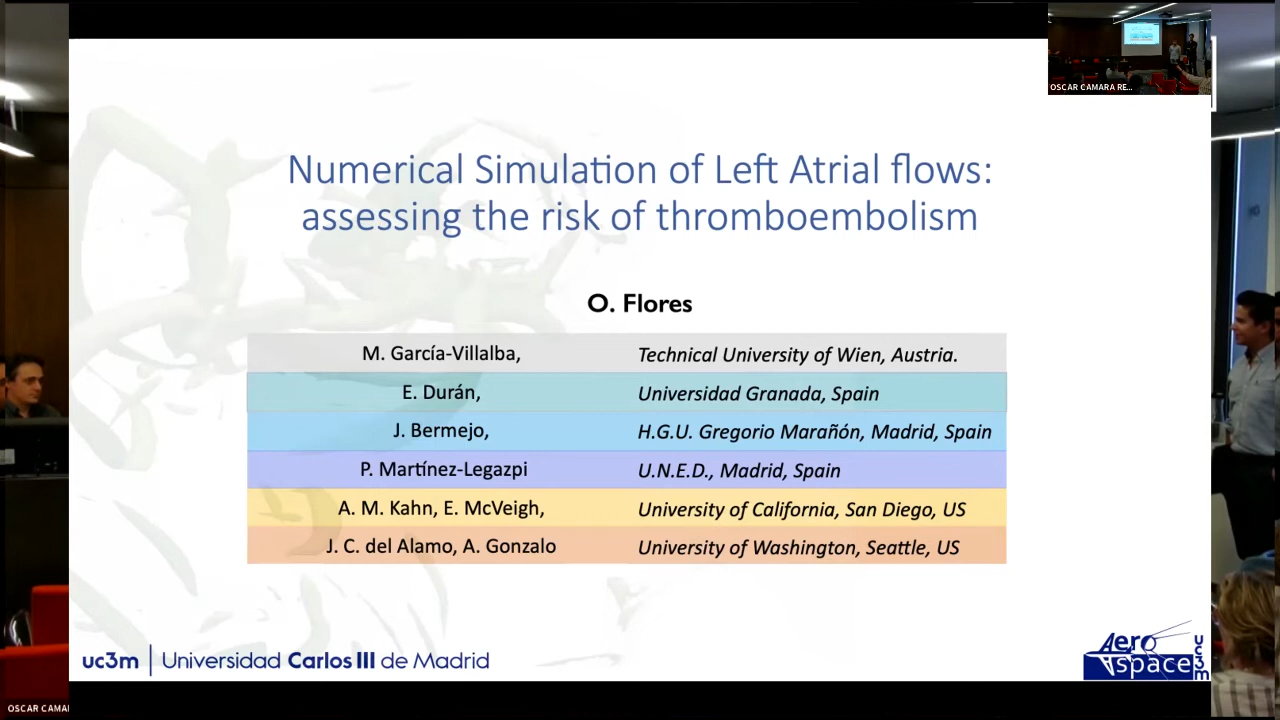 OSCAR CAMARA RE...
Numerical Simulation of Left Atrial flows:
assessing the risk of thromboembolism
O. Flores
M. García-Villalba, Technical University of Wien, Austria.
E. Durán, Universidad Granada, Spain
J. Bermejo, H.G.U. Gregorio Marañón, Madrid, Spain
P. Martínez-Legazpi U.N.E.D., Madrid, Spain
A. M. Kahn, E. McVeigh, University of California, San Diego, US
J. C. del Alamo, A. Gonzalo University of Washington, Seattle, US
uc3m | Universidad Carlos III de Madrid
Aero
space
uc3m
OSCAR CAMA